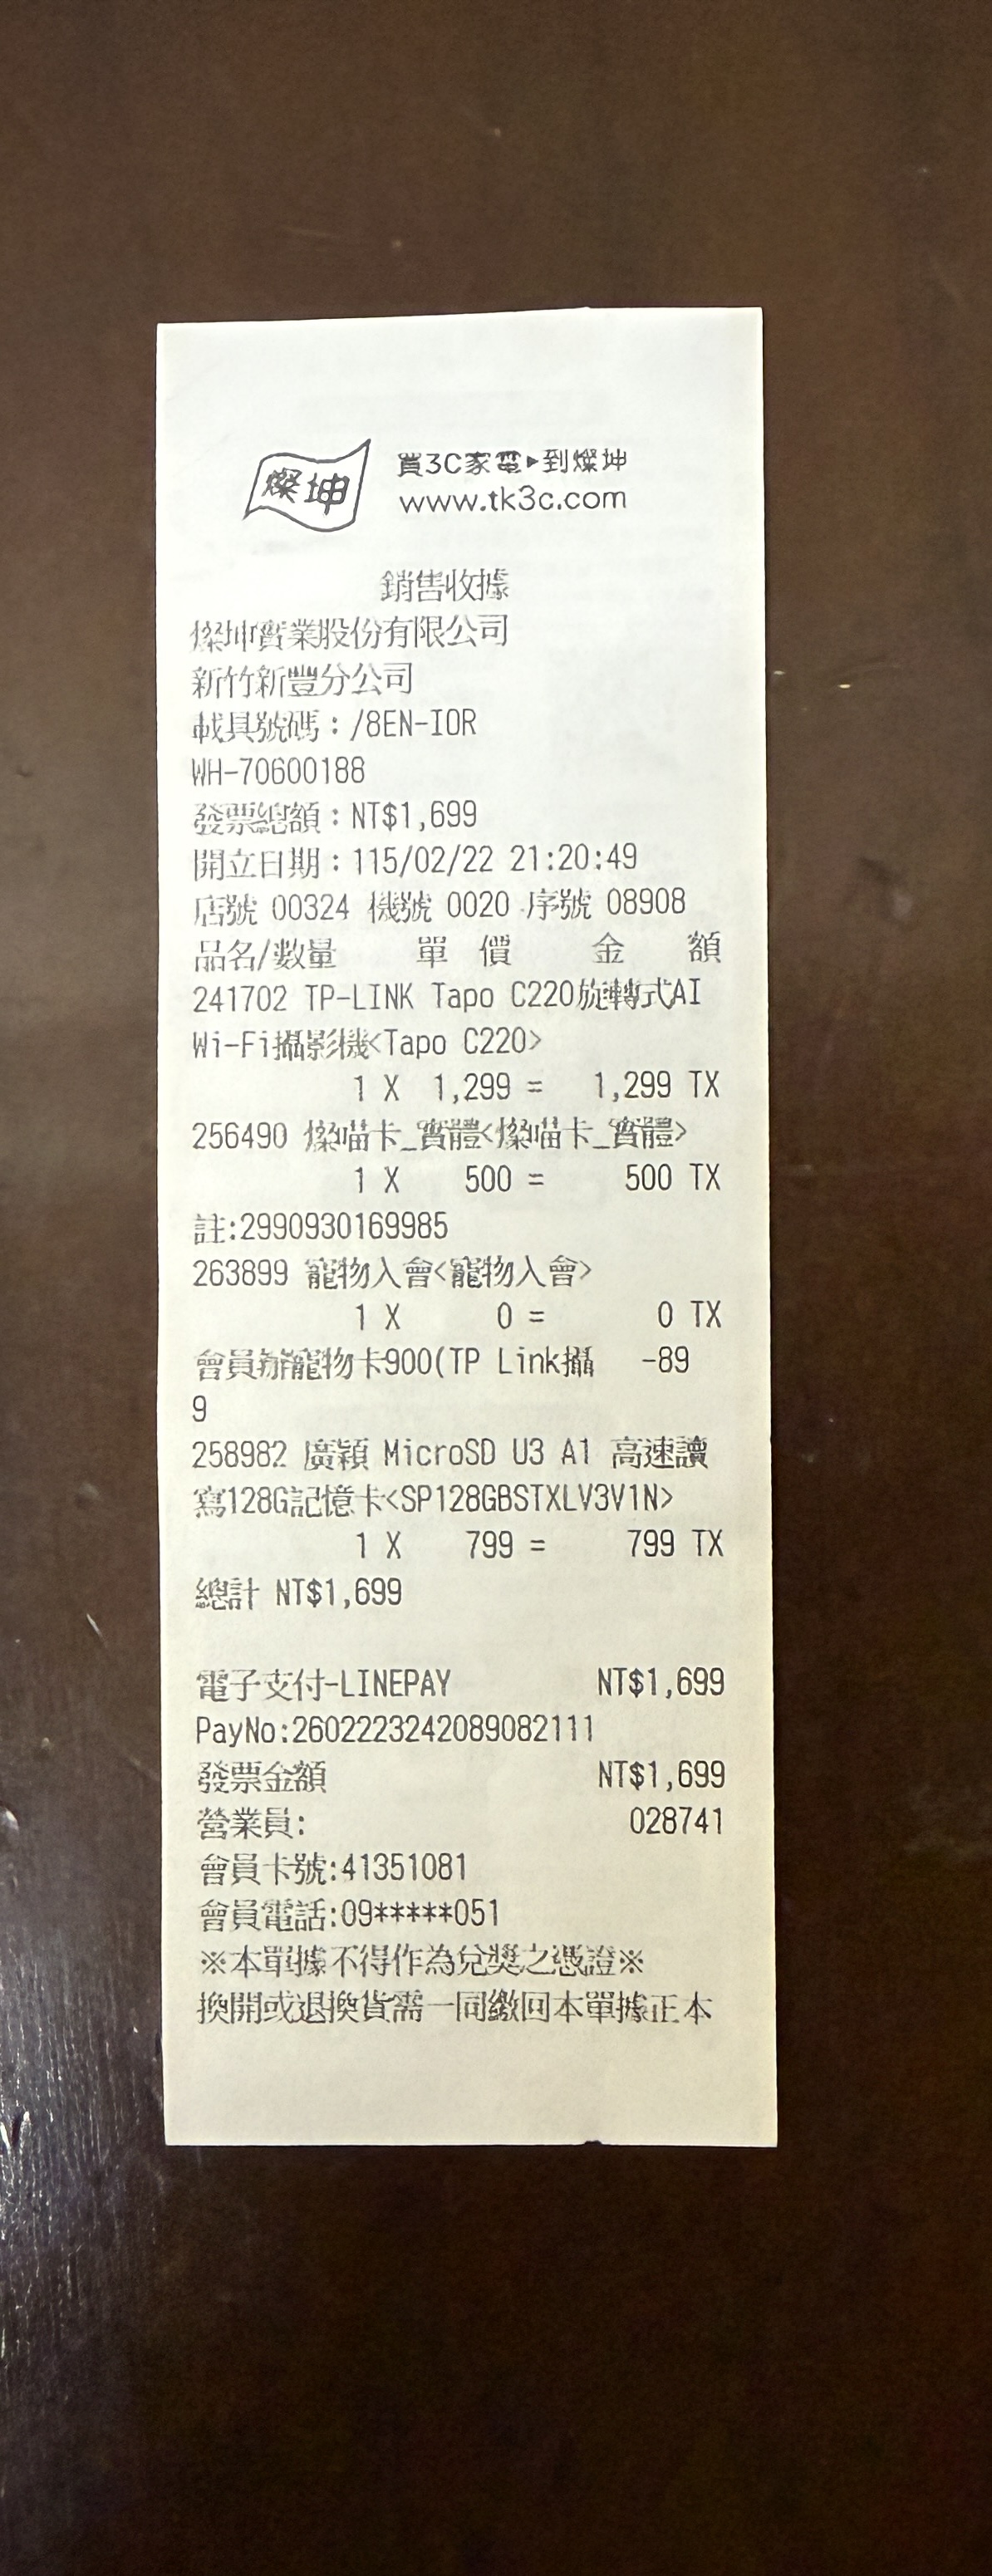 燦坤
買3C家電▶到燦坤
www.tk3c.com
銷售收據
燦坤實業股份有限公司
新竹新豐分公司
載具號碼：/8EN-IOR
WH-70600188
發票總額：NT$1,699
開立日期：115/02/22 21:20:49
店號 00324 機號 0020 序號 08908
品名/數量 單 價 金 額
241702 TP-LINK Tapo C220旋轉式AI
Wi-Fi攝影機<Tapo C220>
1 X 1,299 = 1,299 TX
256490 燦喵卡_實體<燦喵卡_實體>
1 X 500 = 500 TX
註:2990930169985
263899 寵物入會<寵物入會>
1 X 0 = 0 TX
會員辦寵物卡900(TP Link攝 -89
9
258982 廣穎 MicroSD U3 A1 高速讀
寫128G記憶卡<SP128GBSTXLV3V1N>
1 X 799 = 799 TX
總計 NT$1,699
電子支付-LINEPAY NT$1,699
PayNo:2602223242089082111
發票金額 NT$1,699
營業員: 028741
會員卡號:41351081
會員電話:09*****051
※本單據不得作為兌獎之憑證※
換開或退換貨需一同繳回本單據正本